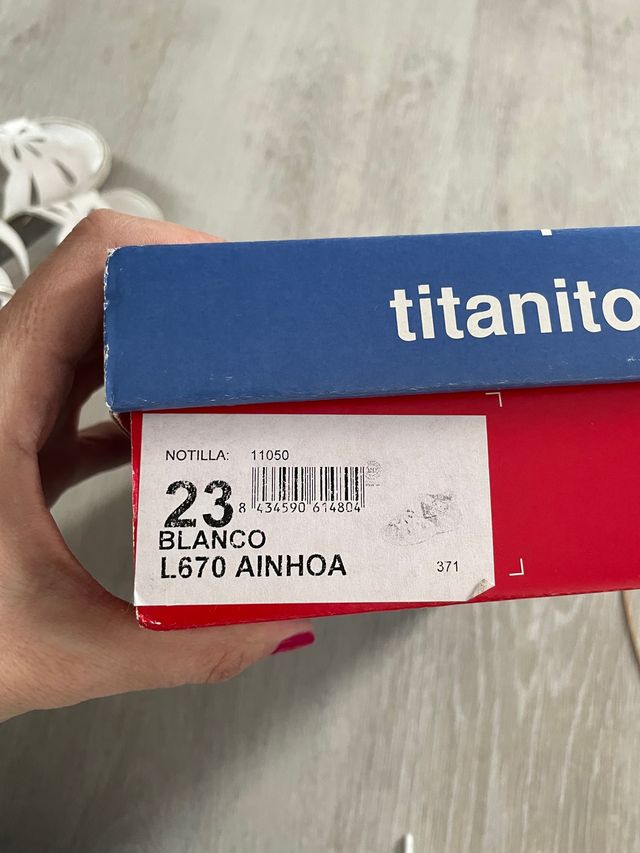 titanito
NOTILLA: 11050
23
8 434590 614804
BLANCO
L670 AINHOA
371